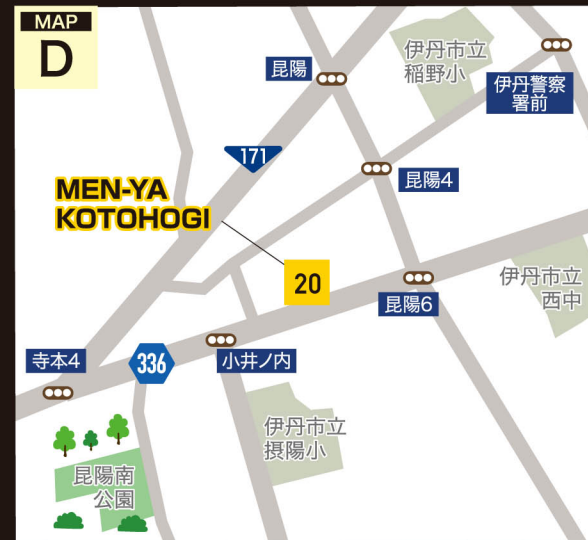 MAP
D
昆陽
伊丹市立
稲野小
伊丹警察
署前
171
昆陽4
MEN-YA
KOTOHOGI
20
伊丹市立
西中
昆陽6
寺本4
336
小井ノ内
伊丹市立
摂陽小
昆陽南
公園